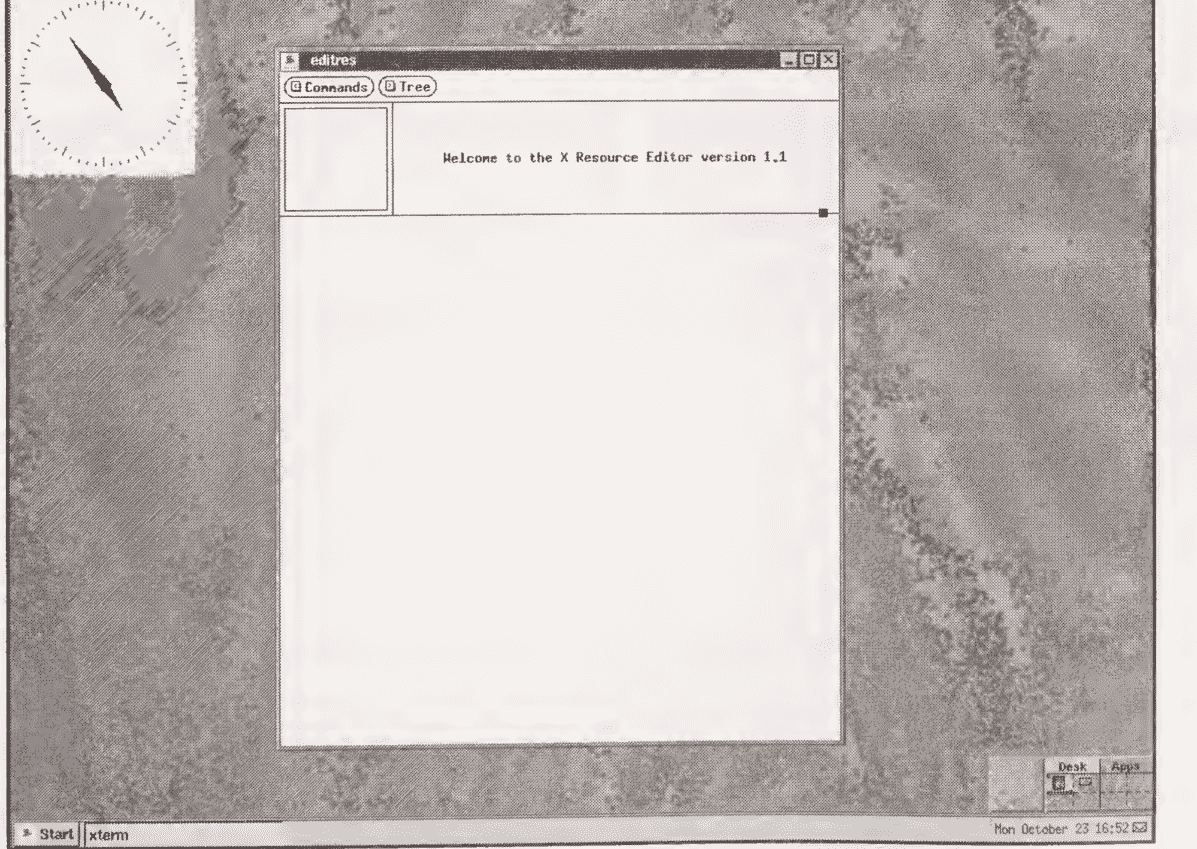 editres
Commands Tree
Welcome to the X Resource Editor version 1.1
Desk Apps
Start xterm
Mon October 23 16:52